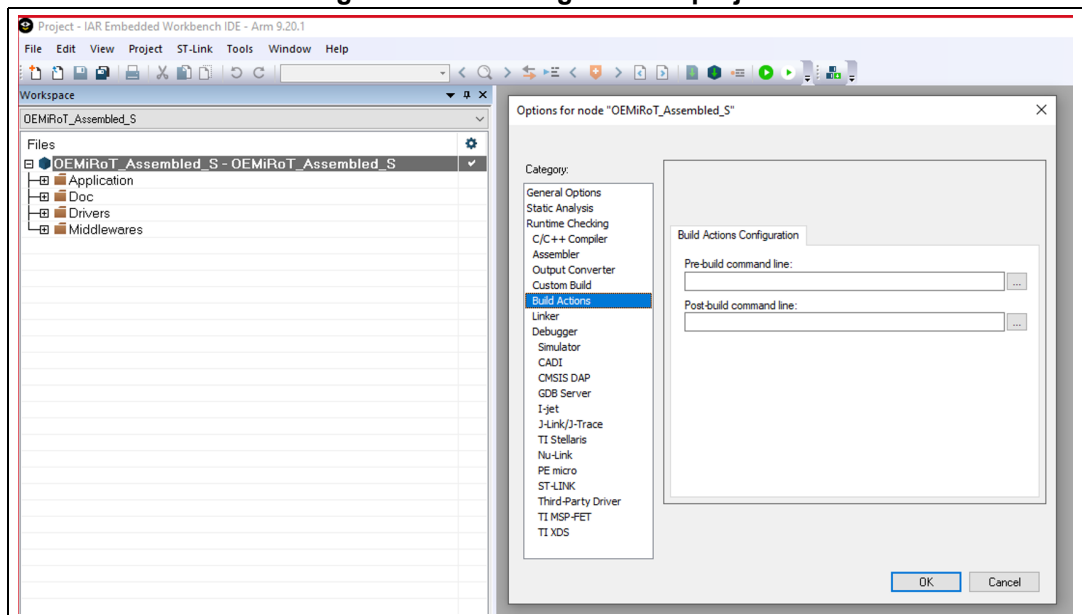 Project - IAR Embedded Workbench IDE - Arm 9.20.1
File Edit View Project ST-Link Tools Window Help
Workspace
OEMiRoT_Assembled_S
Files
OEMiRoT_Assembled_S - OEMiRoT_Assembled_S
Application
Doc
Drivers
Middlewares
Options for node "OEMiRoT_Assembled_S"
Category:
General Options
Static Analysis
Runtime Checking
C/C++ Compiler
Assembler
Output Converter
Custom Build
Build Actions
Linker
Debugger
Simulator
CADI
CMSIS DAP
GDB Server
I-jet
J-Link/J-Trace
TI Stellaris
Nu-Link
PE micro
ST-LINK
Third-Party Driver
TI MSP-FET
TI XDS
Build Actions Configuration
Pre-build command line:
...
Post-build command line:
...
OK Cancel